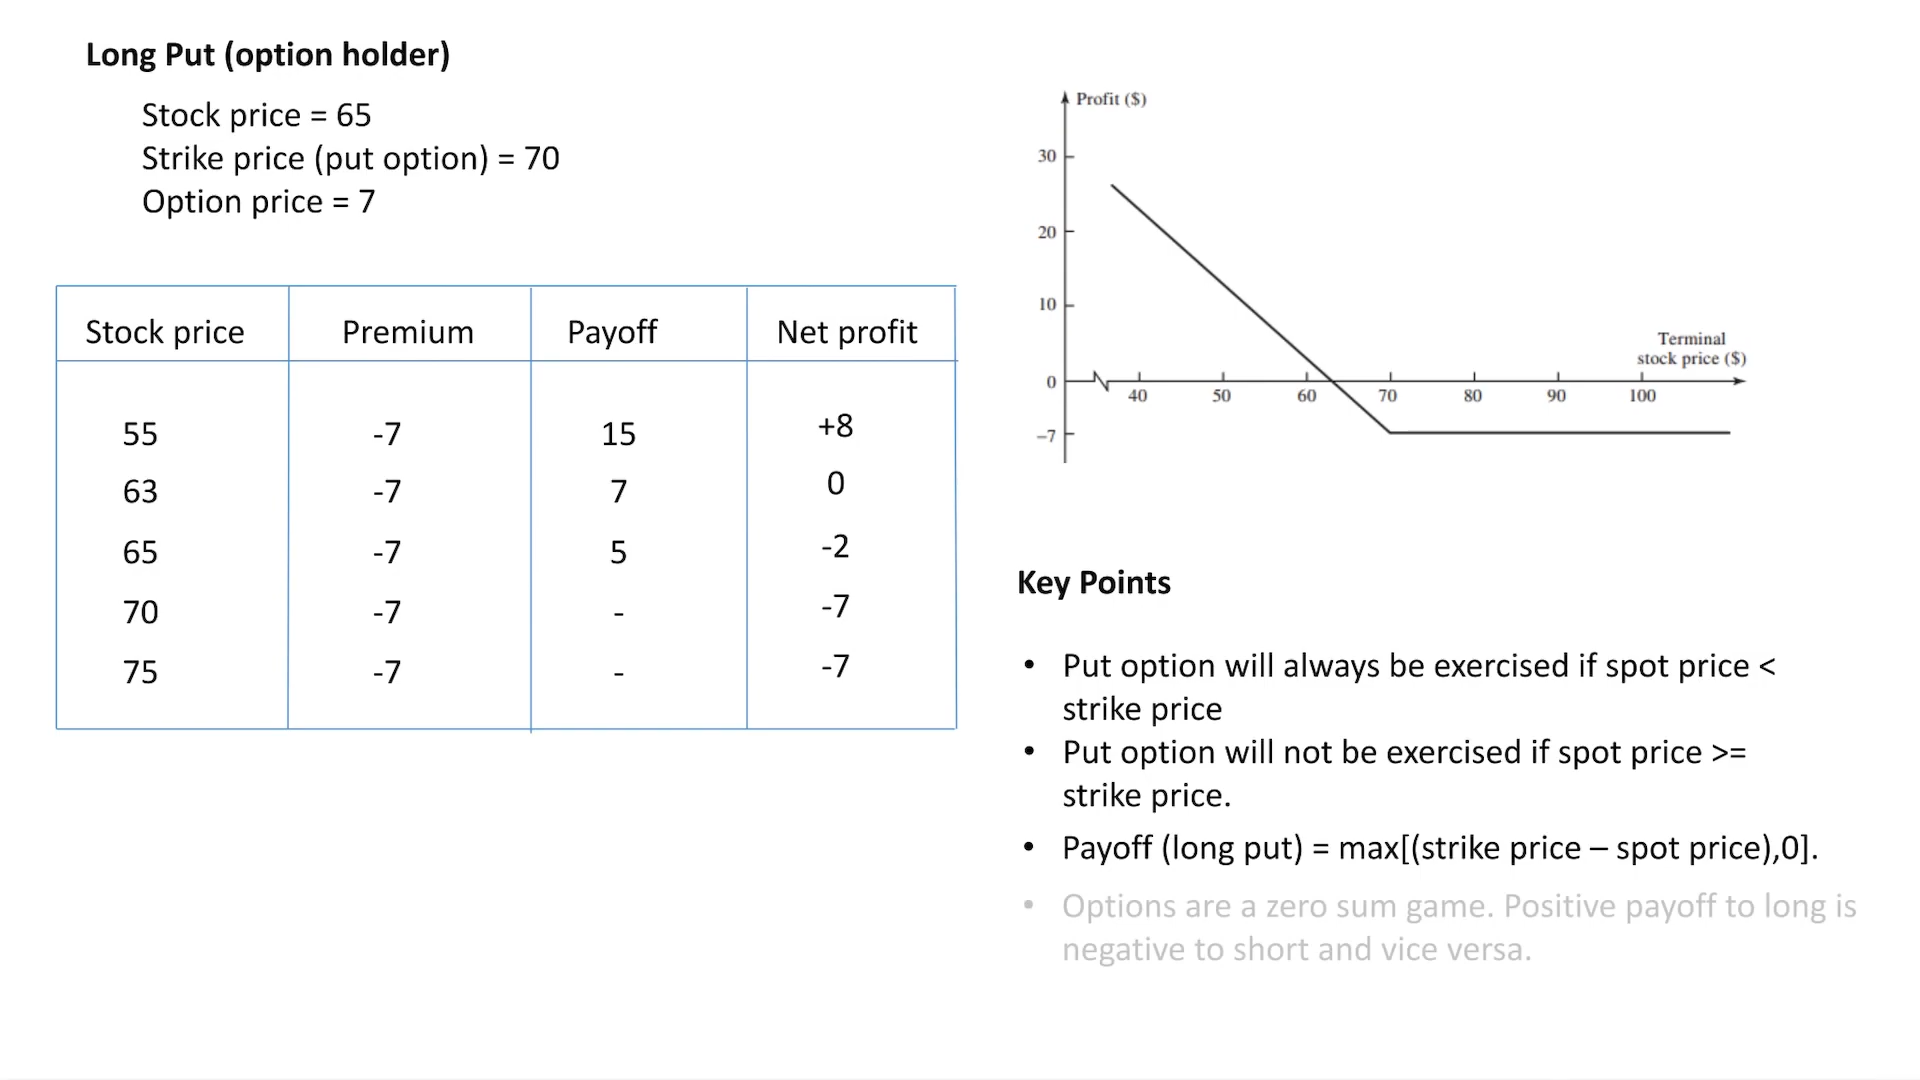 Long Put (option holder)
Stock price = 65
Strike price (put option) = 70
Option price = 7
Stock price Premium Payoff Net profit
55 -7 15 +8
63 -7 7 0
65 -7 5 -2
70 -7 - -7
75 -7 - -7
Profit ($)
30
20
10
0
–7
Terminal
stock price ($)
40 50 60 70 80 90 100
Key Points
• Put option will always be exercised if spot price <
strike price
• Put option will not be exercised if spot price >=
strike price.
• Payoff (long put) = max[(strike price – spot price),0].
• Options are a zero sum game. Positive payoff to long is
negative to short and vice versa.